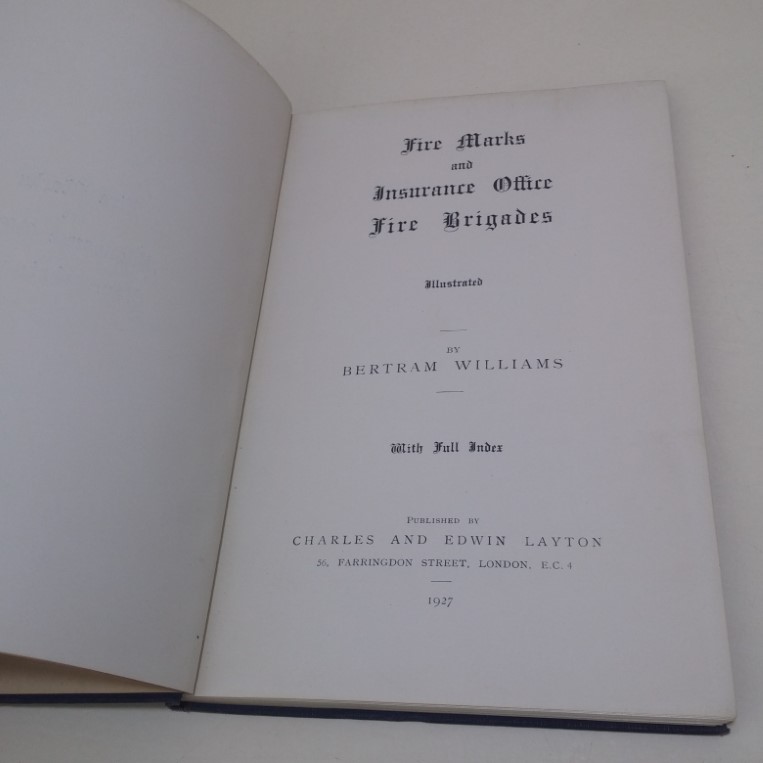 Fire Marks
and
Insurance Office
Fire Brigades
Illustrated
BY
BERTRAM WILLIAMS
With Full Index
PUBLISHED BY
CHARLES AND EDWIN LAYTON
56, FARRINGDON STREET, LONDON, E.C. 4
1927